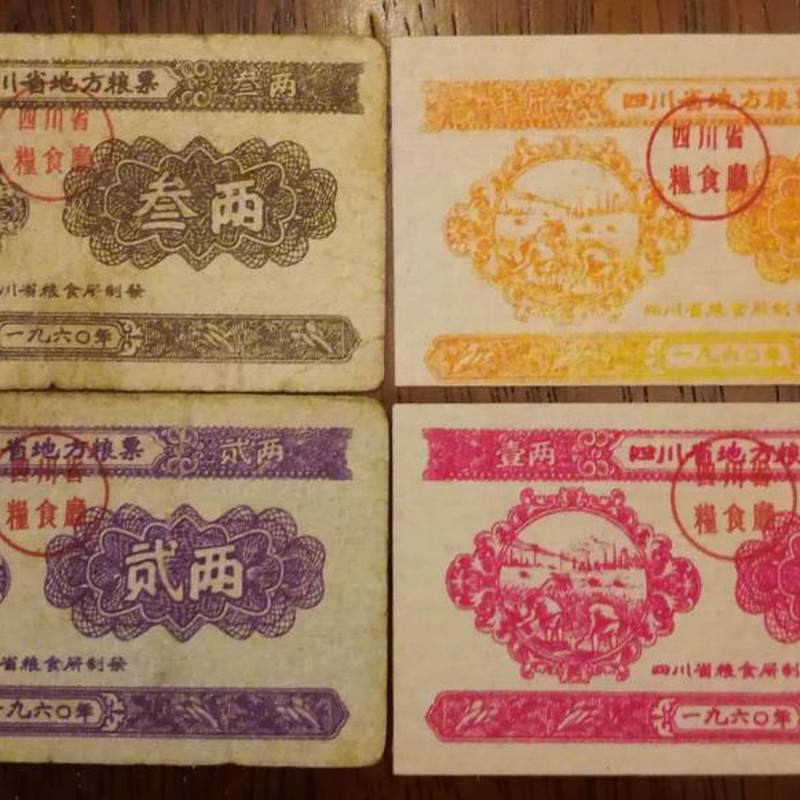 川省地方粮票 叁两
四川省
糧食廳
叁两
川省粮食厅制發
一九六〇年
四川省地方粮票
四川省
糧食廳
四川省粮食厅制
一九六〇年
省地方粮票 贰两
四川省
糧食廳
贰两
省粮食厅制發
一九六〇年
壹两 四川省地方粮
四川省
糧食廳
四川省粮食厅制
一九六〇年